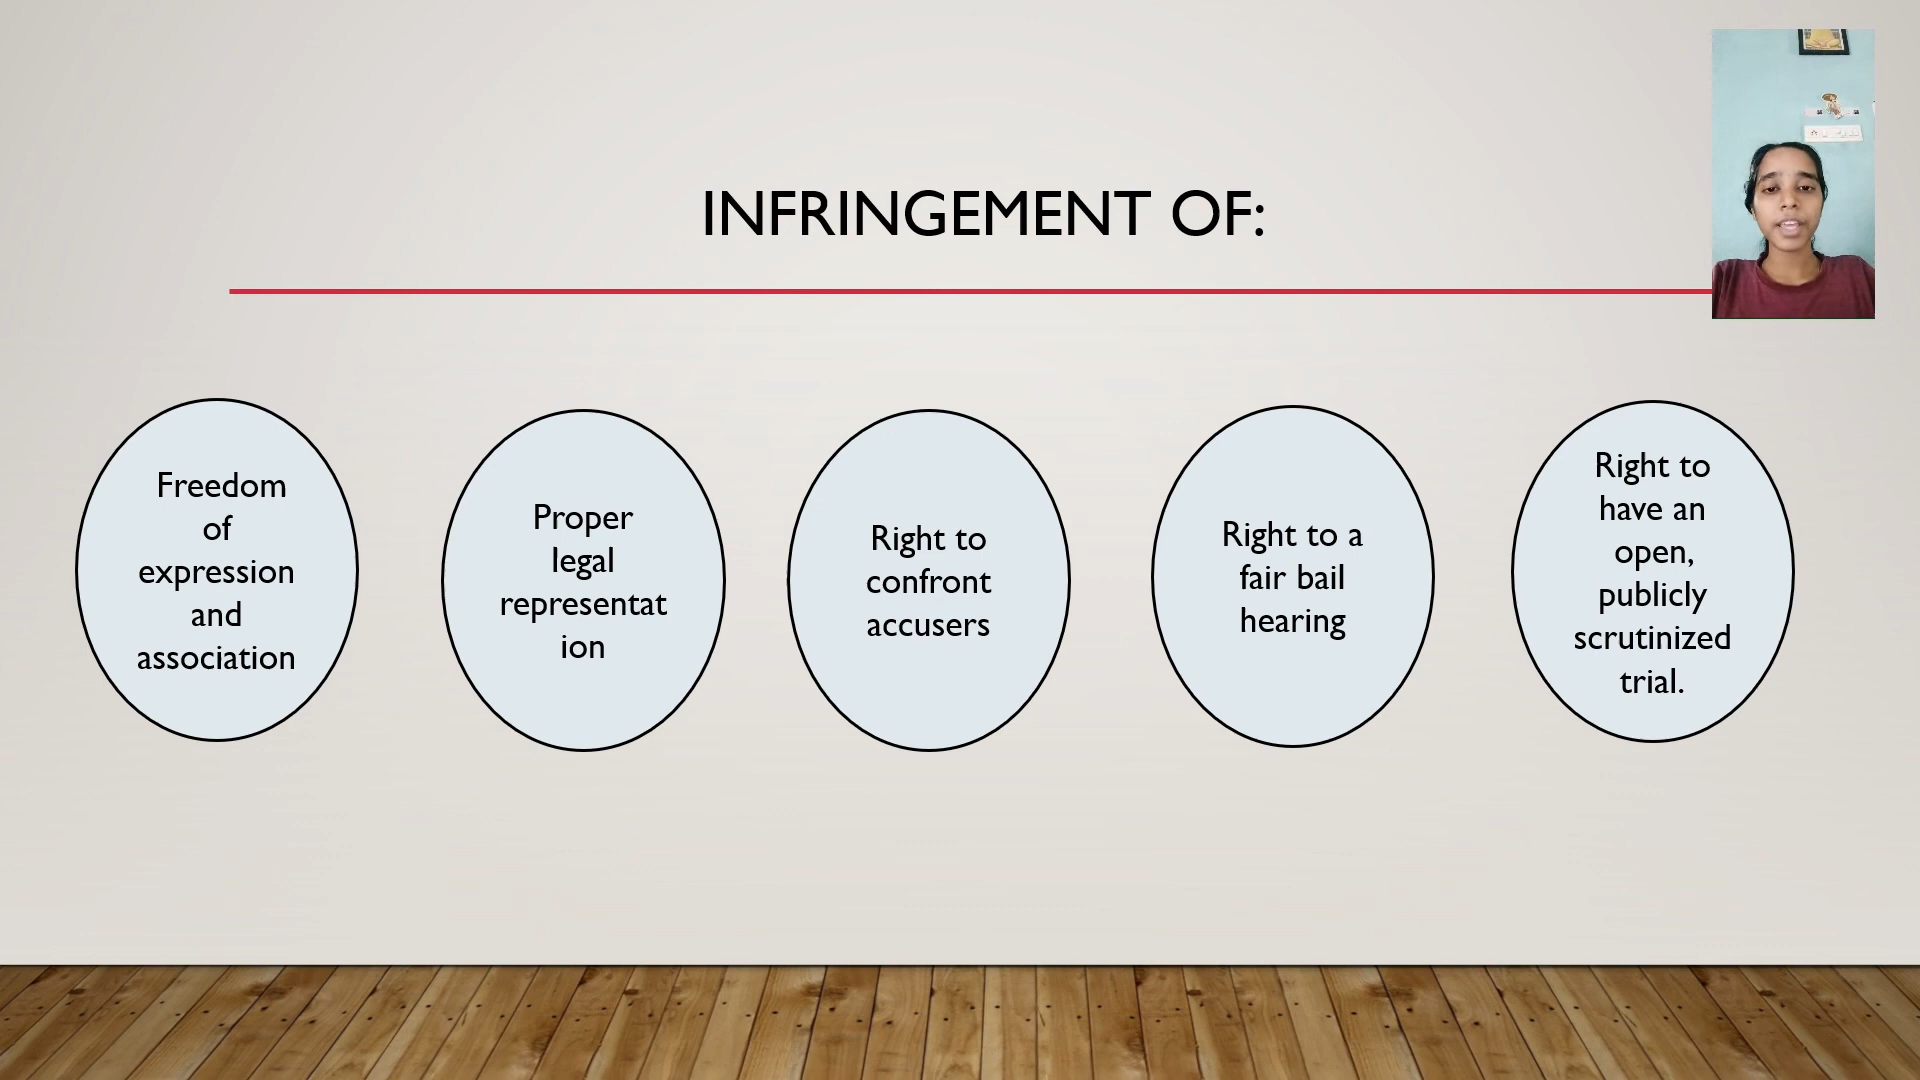 INFRINGEMENT OF:
Freedom
of
expression
and
association
Proper
legal
representat
ion
Right to
confront
accusers
Right to a
fair bail
hearing
Right to
have an
open,
publicly
scrutinized
trial.